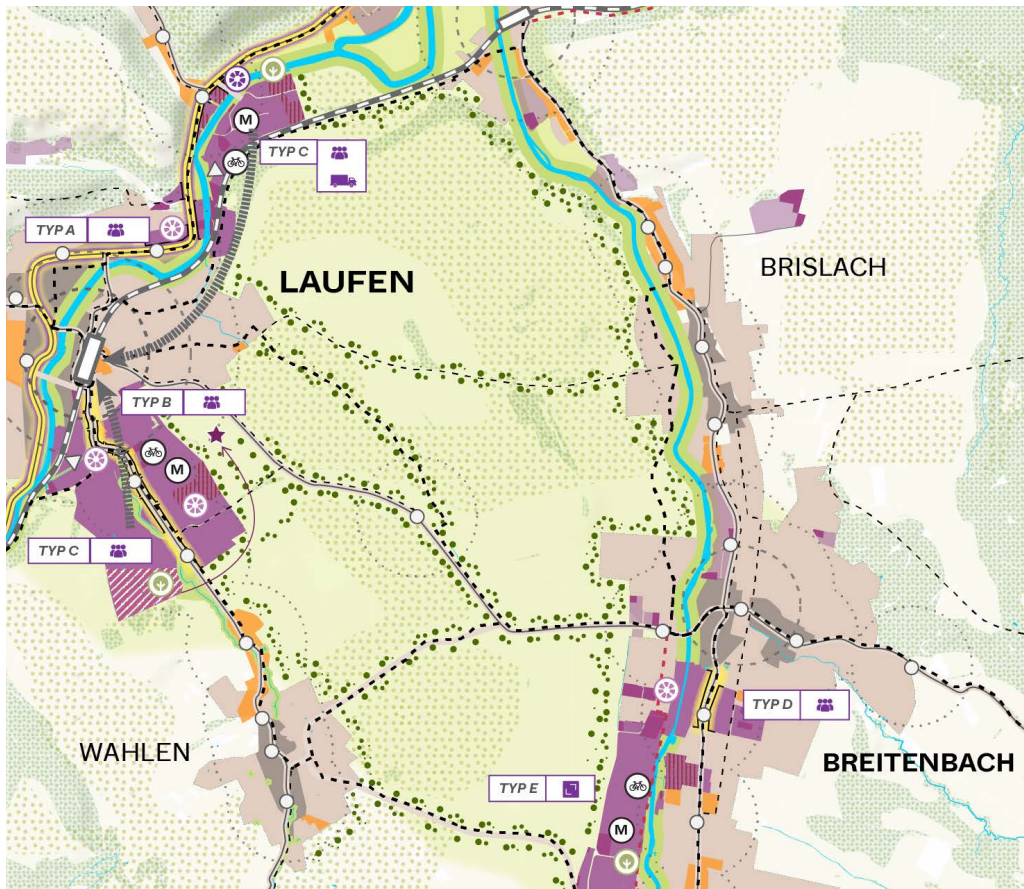 M
TYP C
TYP A
LAUFEN
BRISLACH
TYP B
M
TYP C
TYP D
WAHLEN
BREITENBACH
TYP E
M